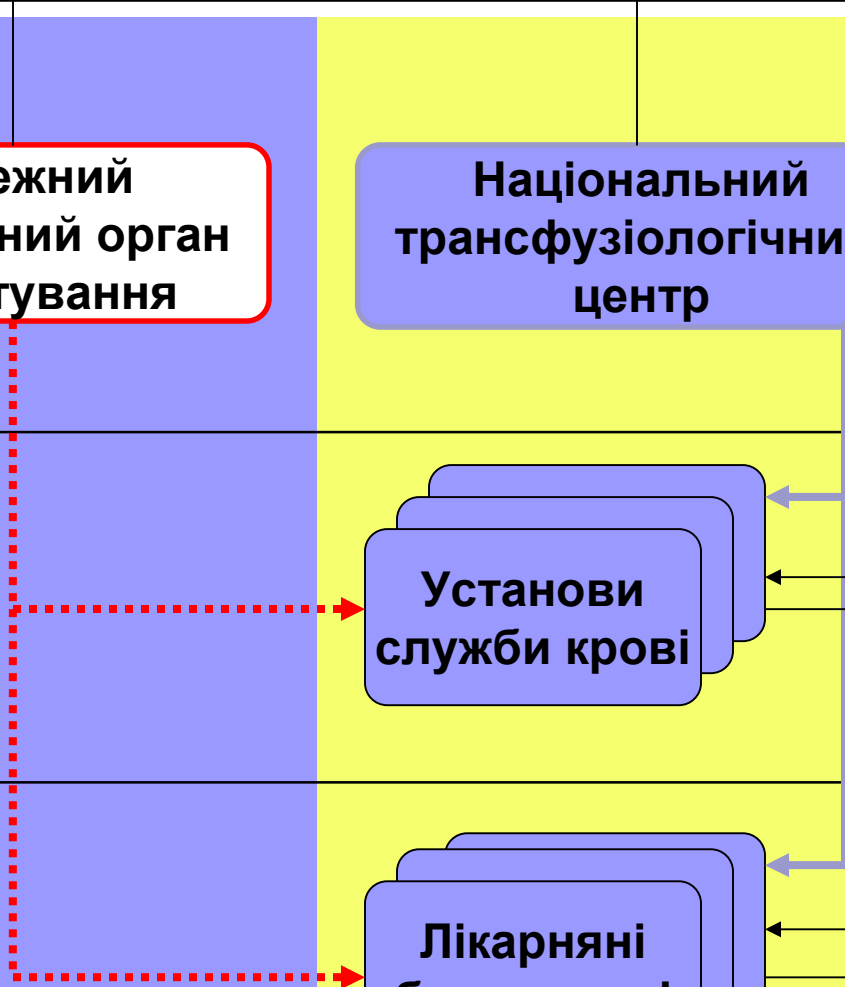 ежний
ний орган
тування
Національний
трансфузіологічни
центр
Установи
служби крові
Лікарняні